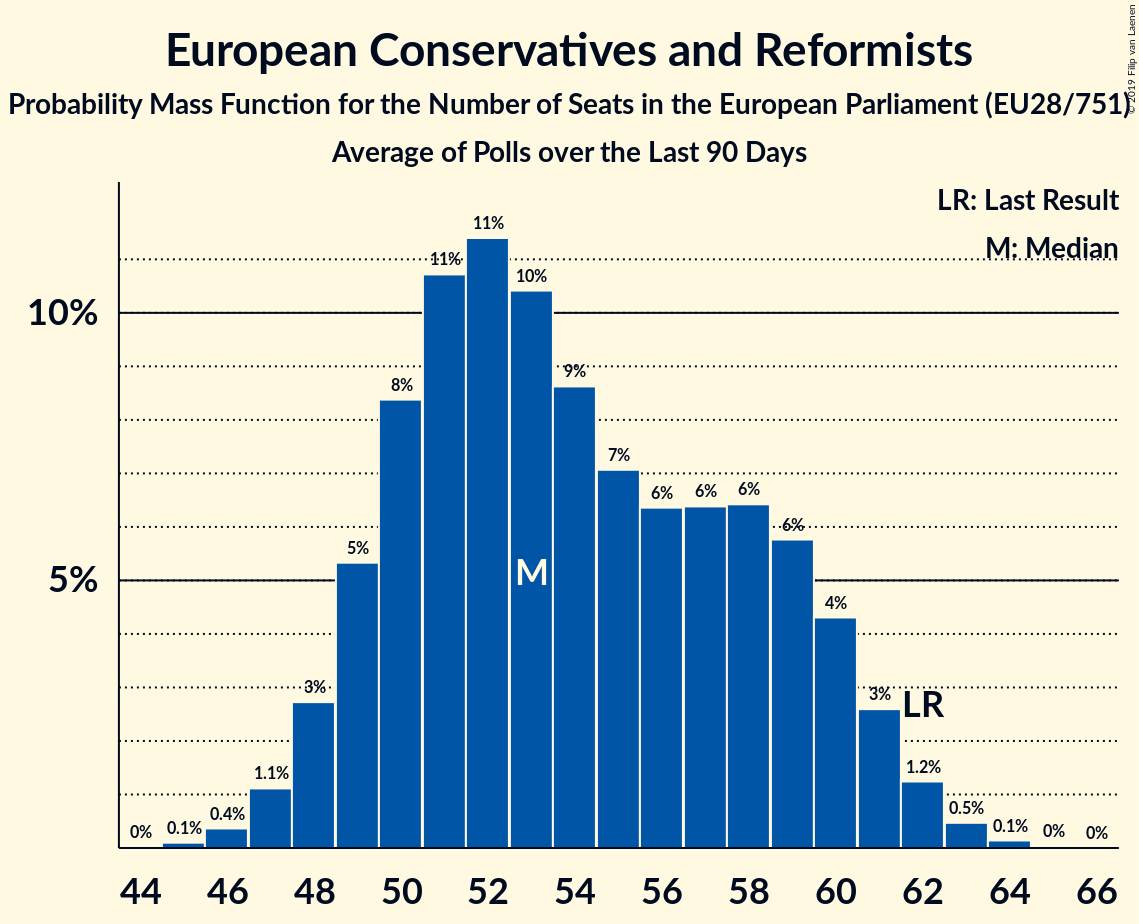 European Conservatives and Reformists
Probability Mass Function for the Number of Seats in the European Parliament (EU28/751)
Average of Polls over the Last 90 Days
© 2019 Filip van Laenen
LR: Last Result
M: Median
10%
5%
0%
0.1%
0.4%
1.1%
3%
5%
8%
11%
11%
10%
9%
7%
6%
6%
6%
6%
4%
3%
1.2%
0.5%
0.1%
0%
0%
M
LR
44 46 48 50 52 54 56 58 60 62 64 66